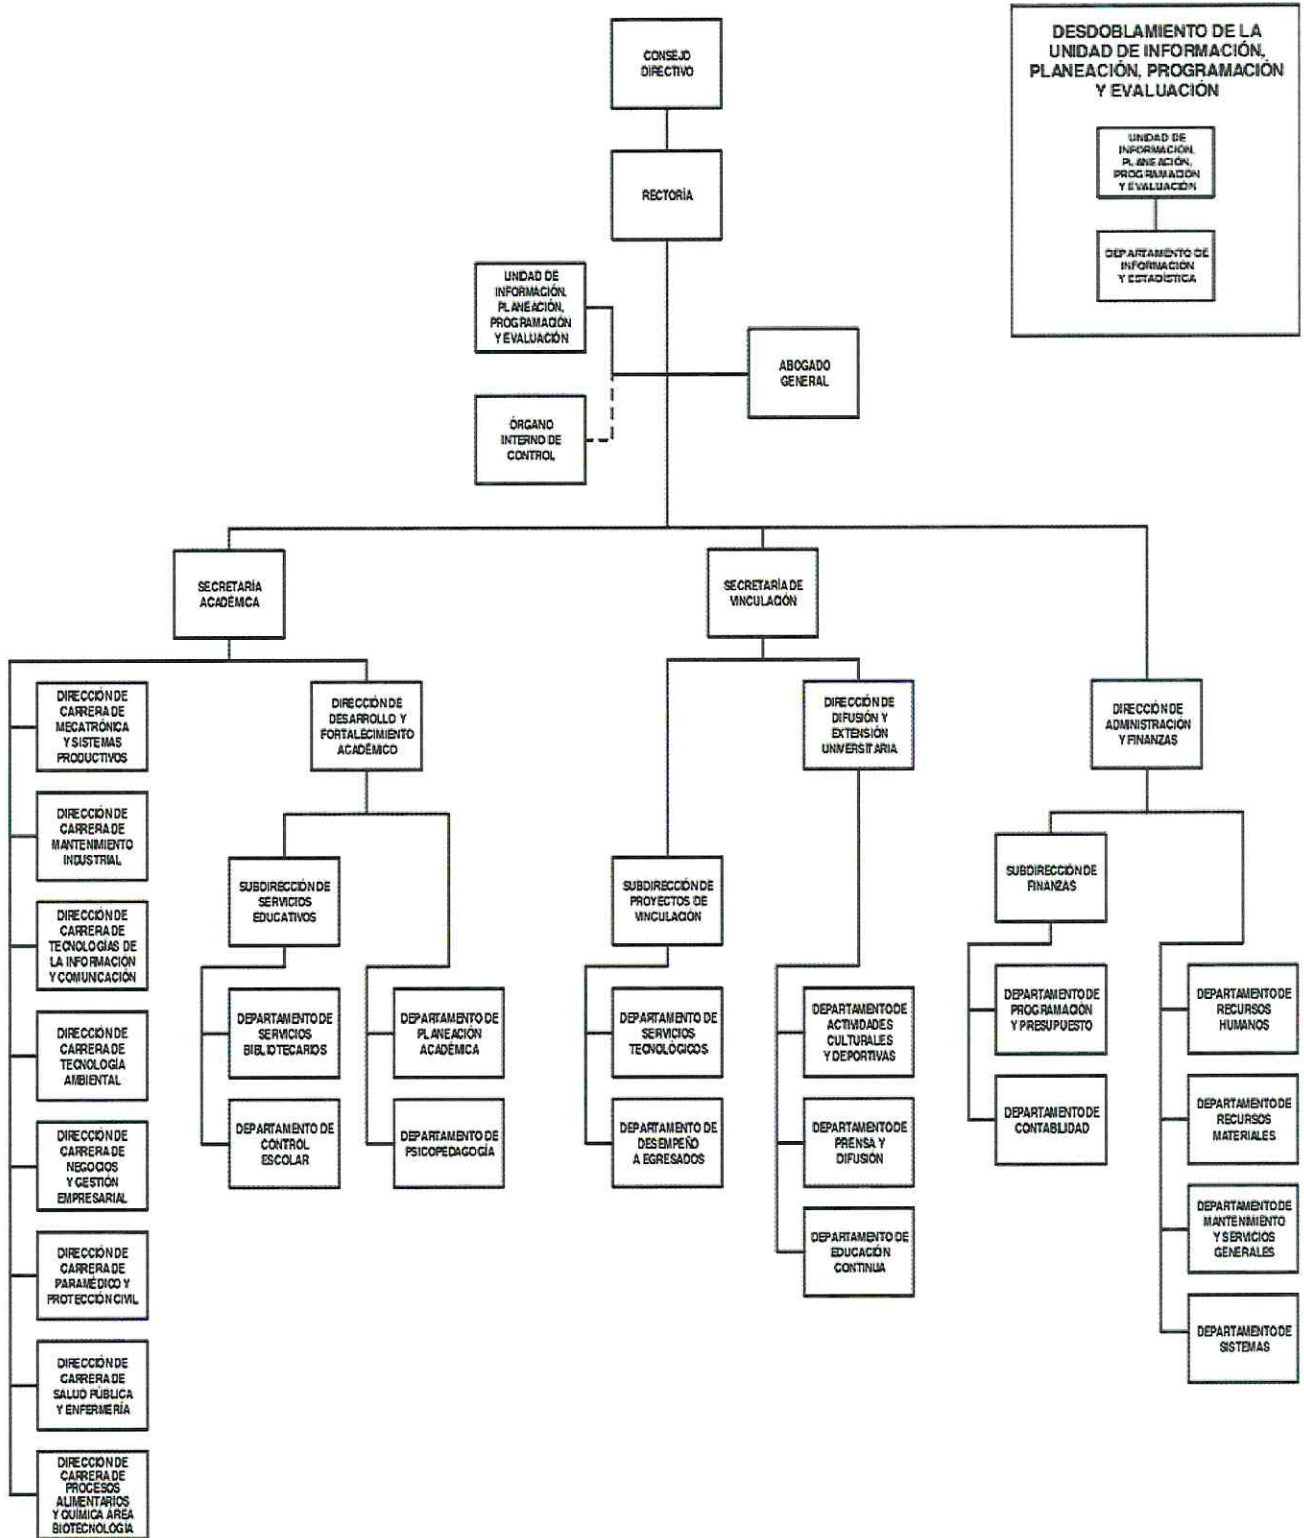 CONSEJO
DIRECTIVO
RECTORÍA
DESDOBLAMIENTO DE LA
UNIDAD DE INFORMACIÓN,
PLANEACIÓN, PROGRAMACIÓN
Y EVALUACIÓN
UNIDAD DE
INFORMACIÓN,
PLANEACIÓN,
PROGRAMACIÓN
Y EVALUACIÓN
DEPARTAMENTO DE
INFORMACIÓN
Y ESTADÍSTICA
UNIDAD DE
INFORMACIÓN,
PLANEACIÓN,
PROGRAMACIÓN
Y EVALUACIÓN
ABOGADO
GENERAL
ÓRGANO
INTERNO DE
CONTROL
SECRETARÍA
ACADÉMICA
SECRETARÍA DE
VINCULACIÓN
DIRECCIÓN DE
CARRERA DE
MECATRÓNICA
Y SISTEMAS
PRODUCTIVOS
DIRECCIÓN DE
CARRERA DE
MANTENIMIENTO
INDUSTRIAL
DIRECCIÓN DE
CARRERA DE
TECNOLOGÍAS DE
LA INFORMACIÓN
Y COMUNICACIÓN
DIRECCIÓN DE
CARRERA DE
TECNOLOGÍA
AMBIENTAL
DIRECCIÓN DE
CARRERA DE
NEGOCIOS
Y GESTIÓN
EMPRESARIAL
DIRECCIÓN DE
CARRERA DE
PARAMÉDICO Y
PROTECCIÓN CIVIL
DIRECCIÓN DE
CARRERA DE
SALUD PÚBLICA
Y ENFERMERÍA
DIRECCIÓN DE
CARRERA DE
PROCESOS
ALIMENTARIOS
Y QUÍMICA ÁREA
BIOTECNOLOGÍA
DIRECCIÓN DE
DESARROLLO Y
FORTALECIMIENTO
ACADÉMICO
SUBDIRECCIÓN DE
SERVICIOS
EDUCATIVOS
DEPARTAMENTO DE
SERVICIOS
BIBLIOTECARIOS
DEPARTAMENTO DE
CONTROL
ESCOLAR
DEPARTAMENTO DE
PLANEACIÓN
ACADÉMICA
DEPARTAMENTO DE
PSICOPEDAGOGÍA
SUBDIRECCIÓN DE
PROYECTOS DE
VINCULACIÓN
DEPARTAMENTO DE
SERVICIOS
TECNOLÓGICOS
DEPARTAMENTO DE
DESEMPEÑO
A EGRESADOS
DIRECCIÓN DE
DIFUSIÓN Y
EXTENSIÓN
UNIVERSITARIA
DEPARTAMENTO DE
ACTIVIDADES
CULTURALES
Y DEPORTIVAS
DEPARTAMENTO DE
PRENSA Y
DIFUSIÓN
DEPARTAMENTO DE
EDUCACIÓN
CONTINUA
DIRECCIÓN DE
ADMINISTRACIÓN
Y FINANZAS
SUBDIRECCIÓN DE
FINANZAS
DEPARTAMENTO DE
PROGRAMACIÓN
Y PRESUPUESTO
DEPARTAMENTO DE
CONTABILIDAD
DEPARTAMENTO DE
RECURSOS
HUMANOS
DEPARTAMENTO DE
RECURSOS
MATERIALES
DEPARTAMENTO DE
MANTENIMIENTO
Y SERVICIOS
GENERALES
DEPARTAMENTO DE
SISTEMAS